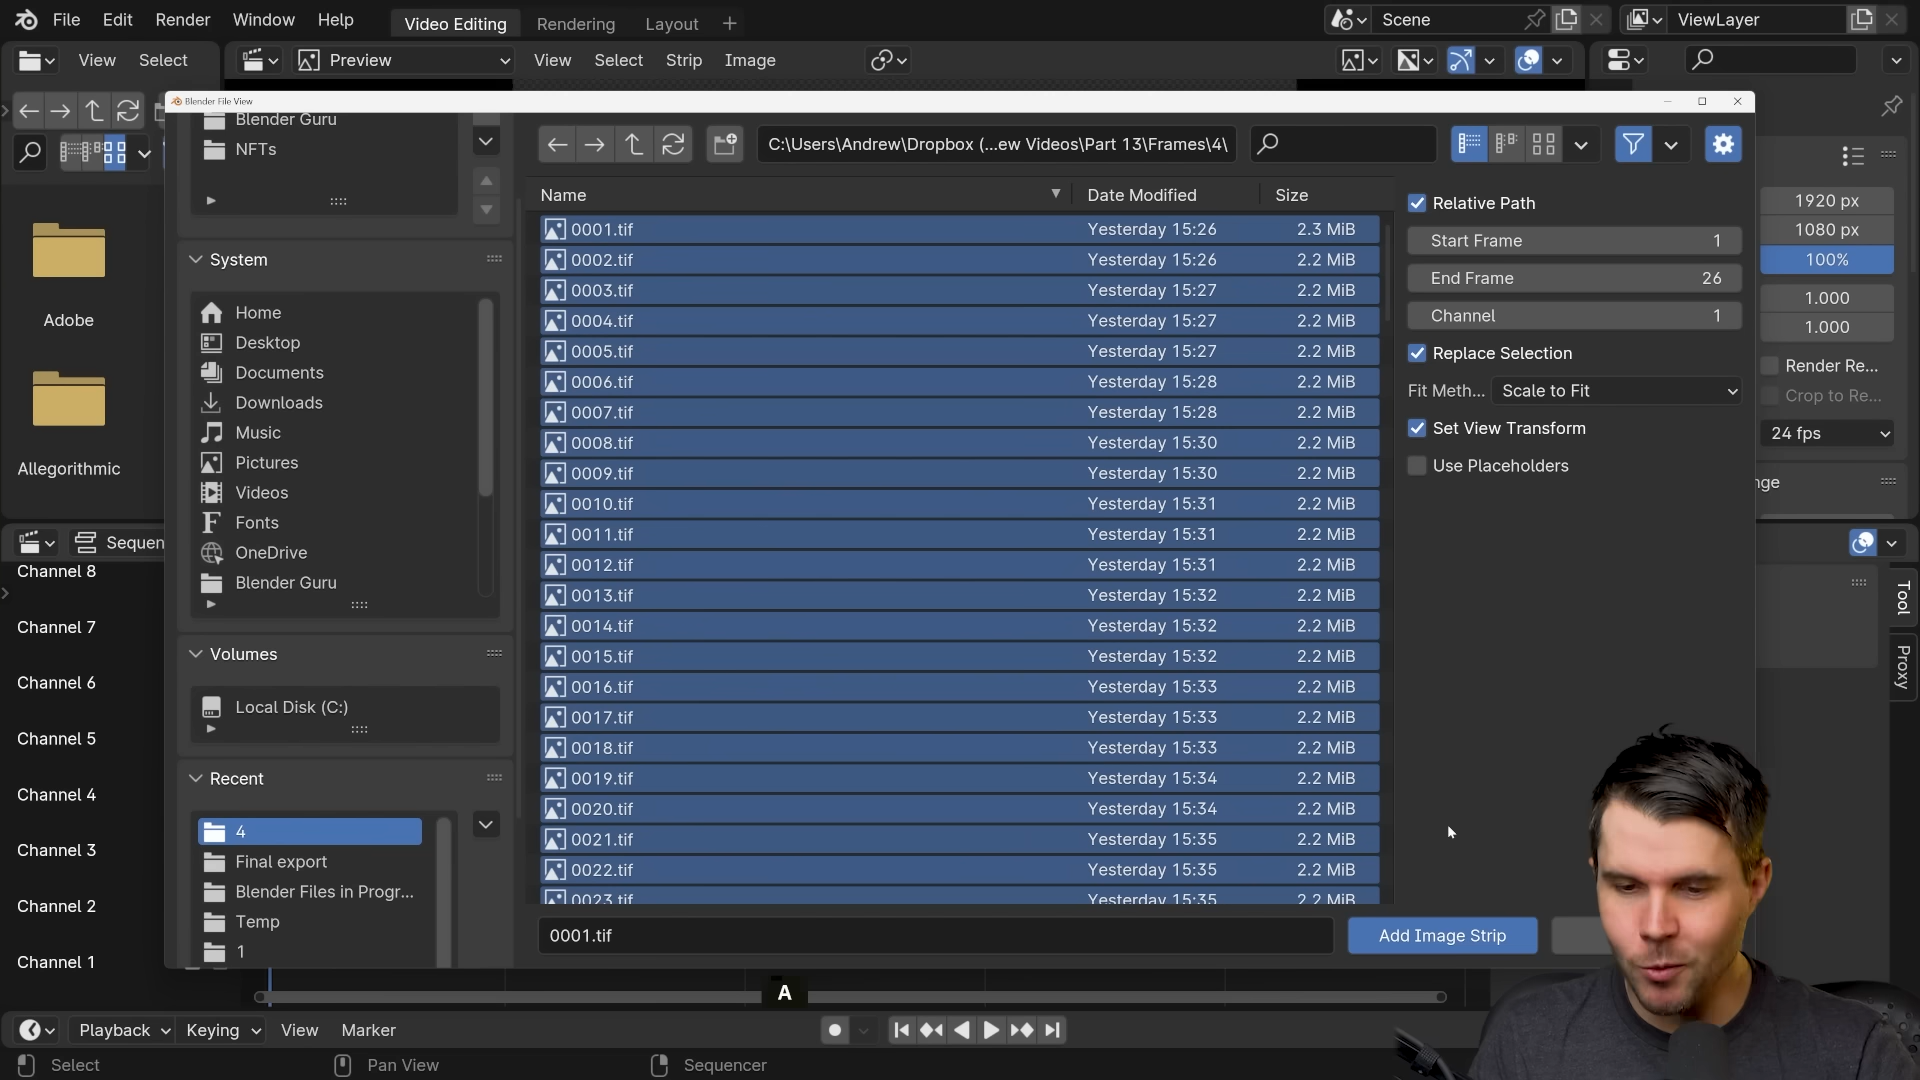 File Edit Render Window Help Video Editing Rendering Layout + Scene ViewLayer
View Select Preview View Select Strip Image
Blender File View
Blender Guru
NFTs
C:\Users\Andrew\Dropbox (...ew Videos\Part 13\Frames\4\
Name Date Modified Size
0001.tif Yesterday 15:26 2.3 MiB
0002.tif Yesterday 15:26 2.2 MiB
0003.tif Yesterday 15:27 2.2 MiB
0004.tif Yesterday 15:27 2.2 MiB
0005.tif Yesterday 15:27 2.2 MiB
0006.tif Yesterday 15:28 2.2 MiB
0007.tif Yesterday 15:28 2.2 MiB
0008.tif Yesterday 15:30 2.2 MiB
0009.tif Yesterday 15:30 2.2 MiB
0010.tif Yesterday 15:31 2.2 MiB
0011.tif Yesterday 15:31 2.2 MiB
0012.tif Yesterday 15:31 2.2 MiB
0013.tif Yesterday 15:32 2.2 MiB
0014.tif Yesterday 15:32 2.2 MiB
0015.tif Yesterday 15:32 2.2 MiB
0016.tif Yesterday 15:33 2.2 MiB
0017.tif Yesterday 15:33 2.2 MiB
0018.tif Yesterday 15:33 2.2 MiB
0019.tif Yesterday 15:34 2.2 MiB
0020.tif Yesterday 15:34 2.2 MiB
0021.tif Yesterday 15:35 2.2 MiB
0022.tif Yesterday 15:35 2.2 MiB
0023.tif Yesterday 15:35 2.2 MiB
0001.tif Add Image Strip
System
Home
Desktop
Documents
Downloads
Music
Pictures
Videos
Fonts
OneDrive
Blender Guru
Volumes
Local Disk (C:)
Recent
4
Final export
Blender Files in Progr...
Temp
1
Relative Path
Start Frame 1
End Frame 26
Channel 1
Replace Selection
Fit Meth... Scale to Fit
Set View Transform
Use Placeholders
1920 px
1080 px
100%
1.000
1.000
Render Re...
Crop to Re...
24 fps
nge
Adobe
Allegorithmic
Sequen
Channel 8
Channel 7
Channel 6
Channel 5
Channel 4
Channel 3
Channel 2
Channel 1
Tool
Proxy
A
Playback Keying View Marker
Select Pan View Sequencer